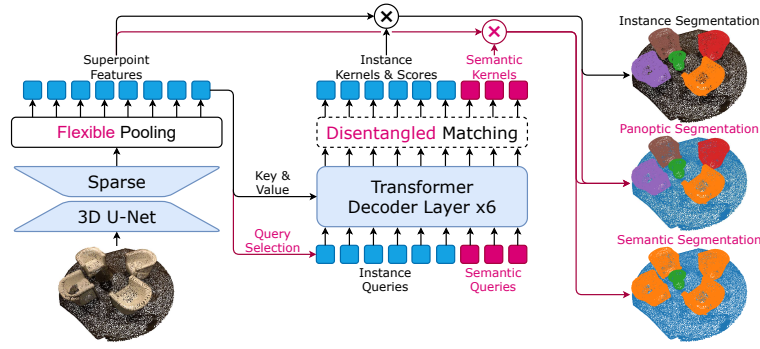 Superpoint
Features
Flexible Pooling
Sparse
3D U-Net
Key &
Value
Query
Selection
Instance
Kernels & Scores
Semantic
Kernels
Disentangled Matching
Transformer
Decoder Layer x6
Instance
Queries
Semantic
Queries
Instance Segmentation
Panoptic Segmentation
Semantic Segmentation